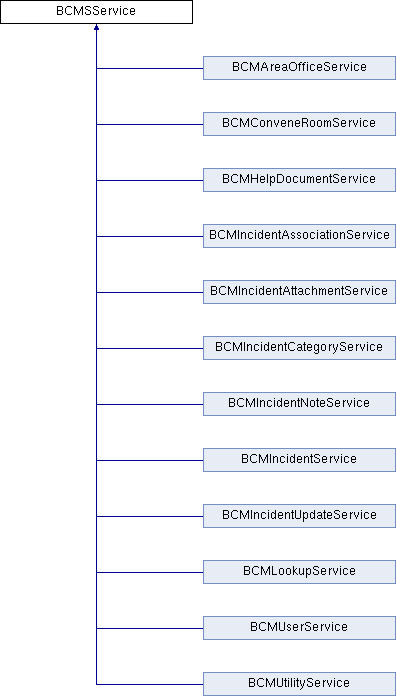 BCMSService
BCMAreaOfficeService
BCMConveneRoomService
BCMHelpDocumentService
BCMIncidentAssociationService
BCMIncidentAttachmentService
BCMIncidentCategoryService
BCMIncidentNoteService
BCMIncidentService
BCMIncidentUpdateService
BCMLookupService
BCMUserService
BCMUtilityService